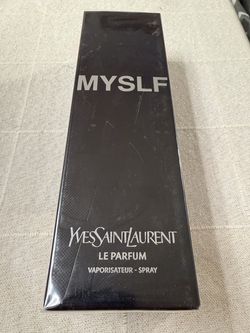 MYSLF
YVESSAINTLAURENT
LE PARFUM
VAPORISATEUR - SPRAY